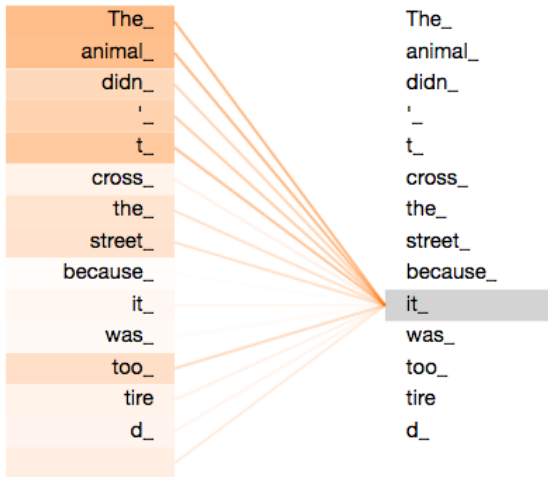 The_ The_
animal_ animal_
didn_ didn_
'_ '_
t_ t_
cross_ cross_
the_ the_
street_ street_
because_ because_
it_ it_
was_ was_
too_ too_
tire tire
d_ d_